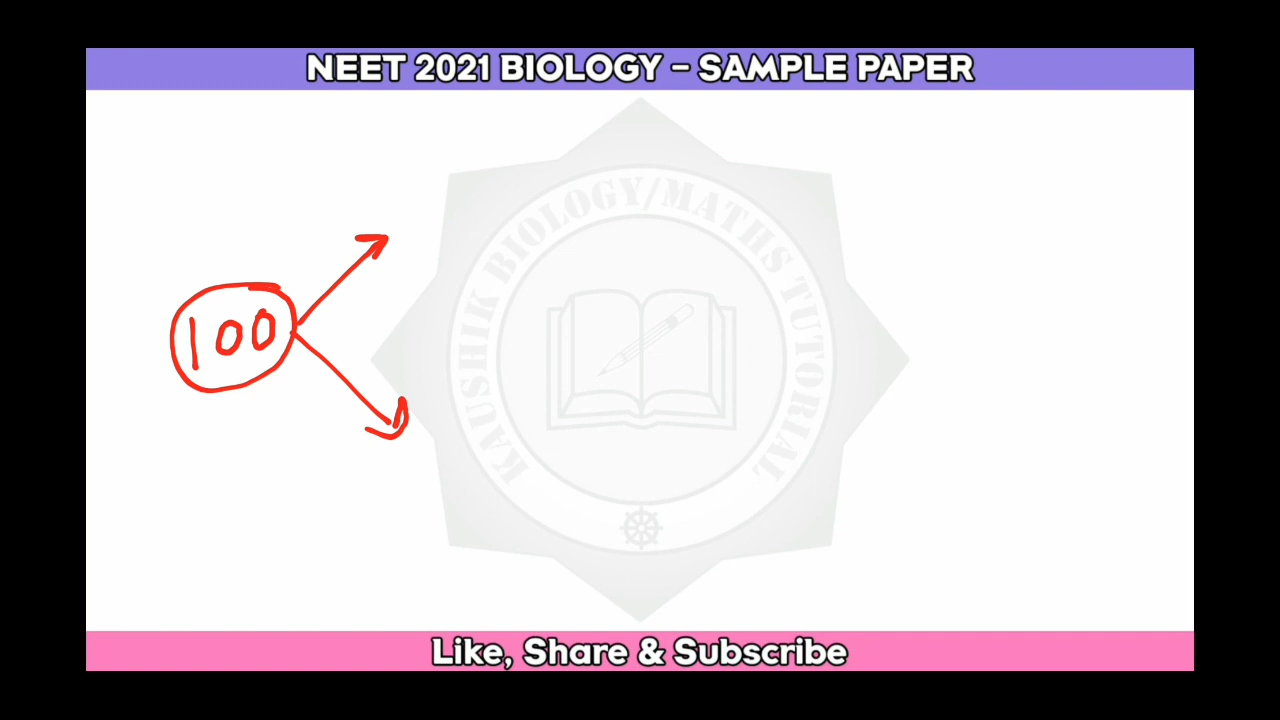 NEET 2021 BIOLOGY - SAMPLE PAPER
KAUSHIK BIOLOGY/MATHS TUTORIAL
100
Like, Share & Subscribe